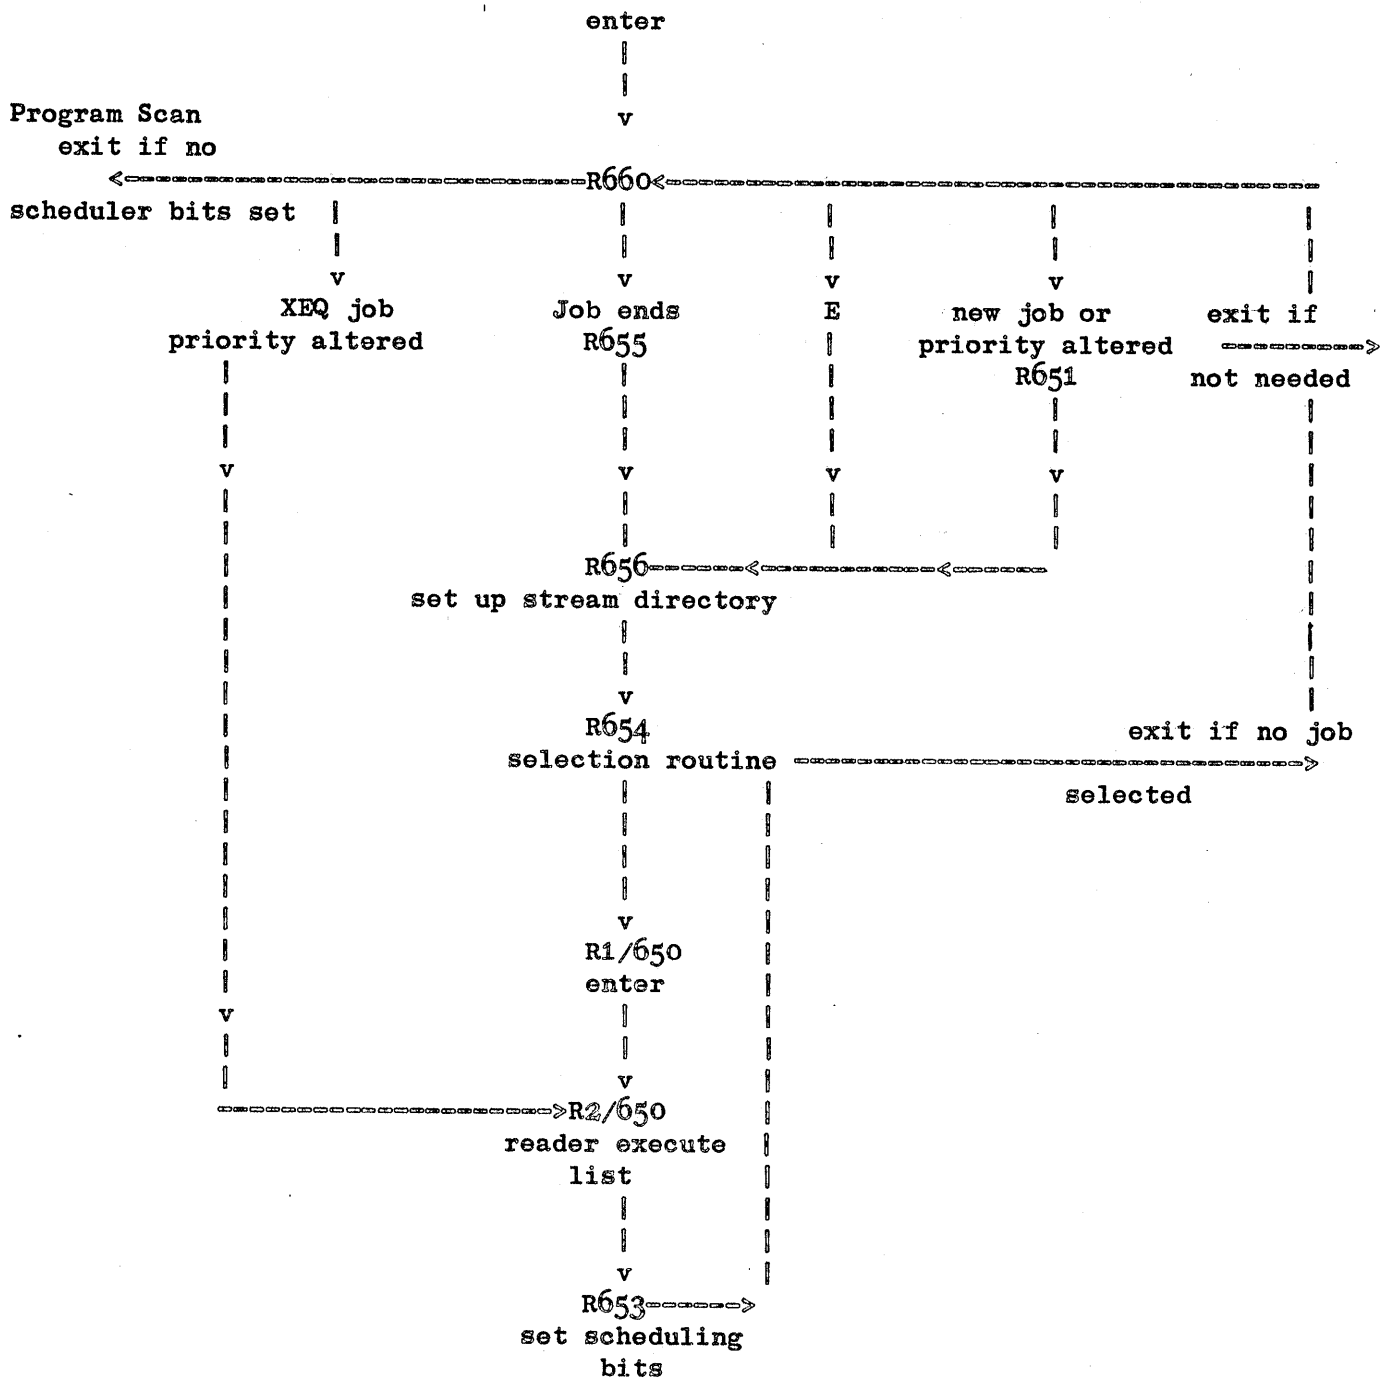 enter
Program Scan
exit if no
R660
scheduler bits set
XEQ job
priority altered
Job ends
R655
E
new job or
priority altered
R651
exit if
not needed
R656
set up stream directory
R654
selection routine
exit if no job
selected
R1/650
enter
R2/650
reader execute
list
R653
set scheduling
bits